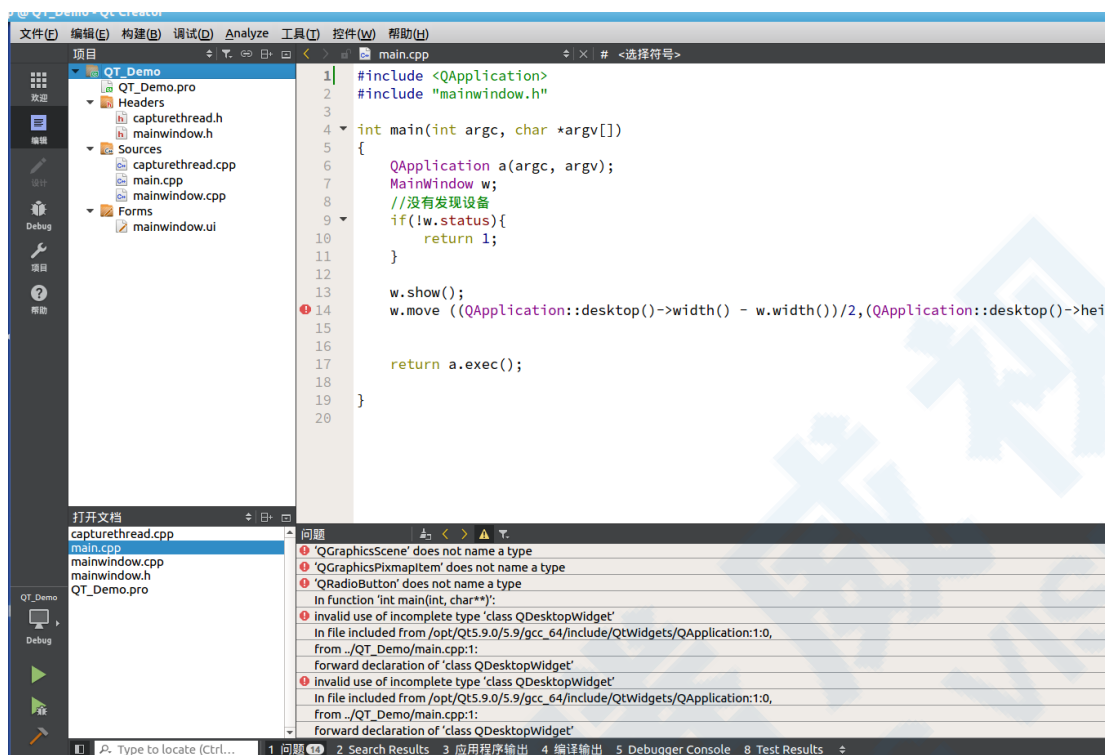 @ QT_Demo - Qt Creator
文件(F) 编辑(E) 构建(B) 调试(D) Analyze 工具(T) 控件(W) 帮助(H)
项目
main.cpp
# <选择符号>
欢迎
编辑
设计
Debug
项目
帮助
QT_Demo
QT_Demo.pro
Headers
capturethread.h
mainwindow.h
Sources
capturethread.cpp
main.cpp
mainwindow.cpp
Forms
mainwindow.ui
1 #include <QApplication>
2 #include "mainwindow.h"
3
4 int main(int argc, char *argv[])
5 {
6 QApplication a(argc, argv);
7 MainWindow w;
8 //没有发现设备
9 if(!w.status){
10 return 1;
11 }
12
13 w.show();
14 w.move ((QApplication::desktop()->width() - w.width())/2,(QApplication::desktop()->hei
15
16
17 return a.exec();
18
19 }
20
打开文档
capturethread.cpp
main.cpp
mainwindow.cpp
mainwindow.h
QT_Demo.pro
QT_Demo
Debug
问题
'QGraphicsScene' does not name a type
'QGraphicsPixmapItem' does not name a type
'QRadioButton' does not name a type
In function 'int main(int, char**)':
invalid use of incomplete type 'class QDesktopWidget'
In file included from /opt/Qt5.9.0/5.9/gcc_64/include/QtWidgets/QApplication:1:0,
from ../QT_Demo/main.cpp:1:
forward declaration of 'class QDesktopWidget'
invalid use of incomplete type 'class QDesktopWidget'
In file included from /opt/Qt5.9.0/5.9/gcc_64/include/QtWidgets/QApplication:1:0,
from ../QT_Demo/main.cpp:1:
forward declaration of 'class QDesktopWidget'
Type to locate (Ctrl...
1 问题 14 2 Search Results 3 应用程序输出 4 编译输出 5 Debugger Console 8 Test Results
视
威
VIS